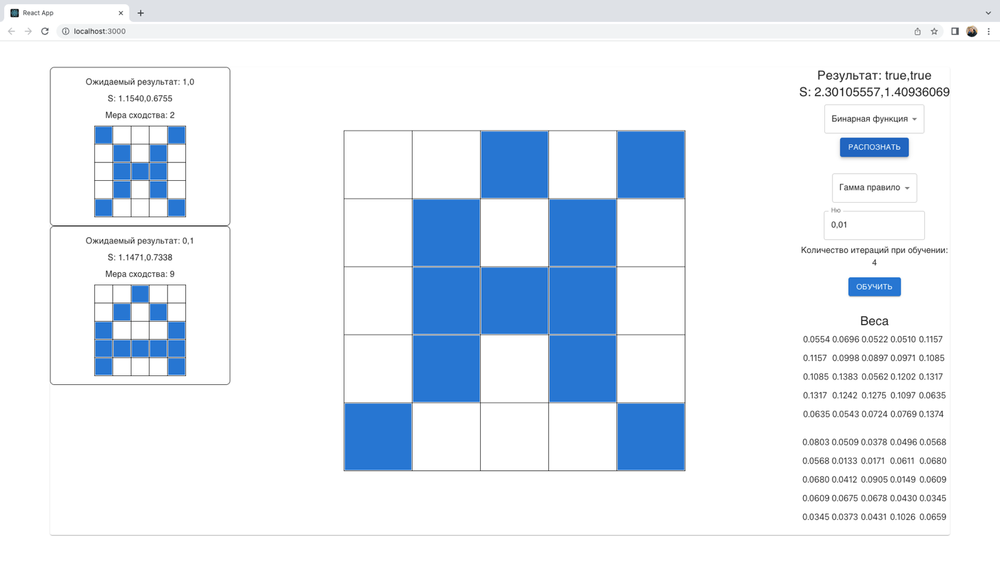 React App
localhost:3000
Ожидаемый результат: 1,0
S: 1.1540,0.6755
Мера сходства: 2
Ожидаемый результат: 0,1
S: 1.1471,0.7338
Мера сходства: 9
Результат: true,true
S: 2.30105557,1.40936069
Бинарная функция
РАСПОЗНАТЬ
Гамма правило
Ню
0,01
Количество итераций при обучении:
4
ОБУЧИТЬ
Веса
0.0554 0.0696 0.0522 0.0510 0.1157
0.1157 0.0998 0.0897 0.0971 0.1085
0.1085 0.1383 0.0562 0.1202 0.1317
0.1317 0.1242 0.1275 0.1097 0.0635
0.0635 0.0543 0.0724 0.0769 0.1374
0.0803 0.0509 0.0378 0.0496 0.0568
0.0568 0.0133 0.0171 0.0611 0.0680
0.0680 0.0412 0.0905 0.0149 0.0609
0.0609 0.0675 0.0678 0.0430 0.0345
0.0345 0.0373 0.0431 0.1026 0.0659